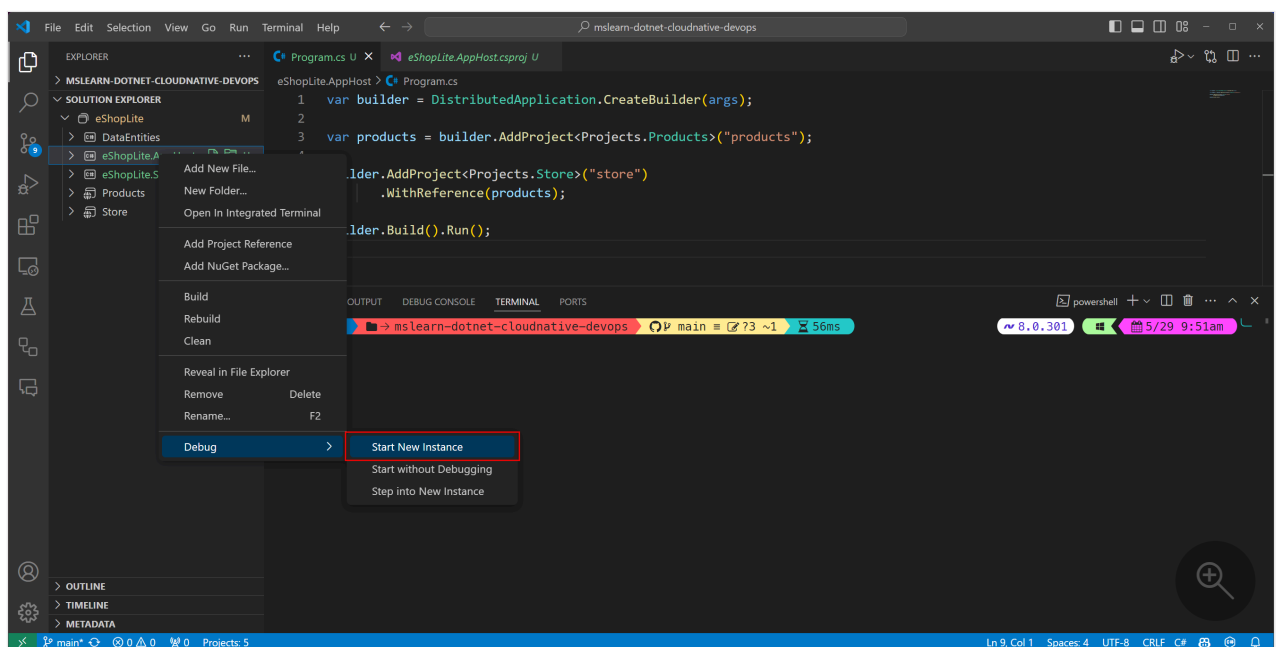 File Edit Selection View Go Run Terminal Help
mslearn-dotnet-cloudnative-devops
EXPLORER
MSLEARN-DOTNET-CLOUDNATIVE-DEVOPS
SOLUTION EXPLORER
eShopLite M
DataEntities
eShopLite.A
eShopLite.S
Products
Store
Program.cs U
eShopLite.AppHost.csproj U
eShopLite.AppHost > Program.cs
1 var builder = DistributedApplication.CreateBuilder(args);
2
3 var products = builder.AddProject<Projects.Products>("products");
lder.AddProject<Projects.Store>("store")
.WithReference(products);
lder.Build().Run();
Add New File...
New Folder...
Open In Integrated Terminal
Add Project Reference
Add NuGet Package...
Build
Rebuild
Clean
Reveal in File Explorer
Remove Delete
Rename... F2
Debug
Start New Instance
Start without Debugging
Step into New Instance
OUTPUT DEBUG CONSOLE TERMINAL PORTS
powershell
mslearn-dotnet-cloudnative-devops main ≡ ?3 ~1 56ms
8.0.301 5/29 9:51am
OUTLINE
TIMELINE
METADATA
9
main* 0 0 0 Projects: 5
Ln 9, Col 1 Spaces: 4 UTF-8 CRLF C#